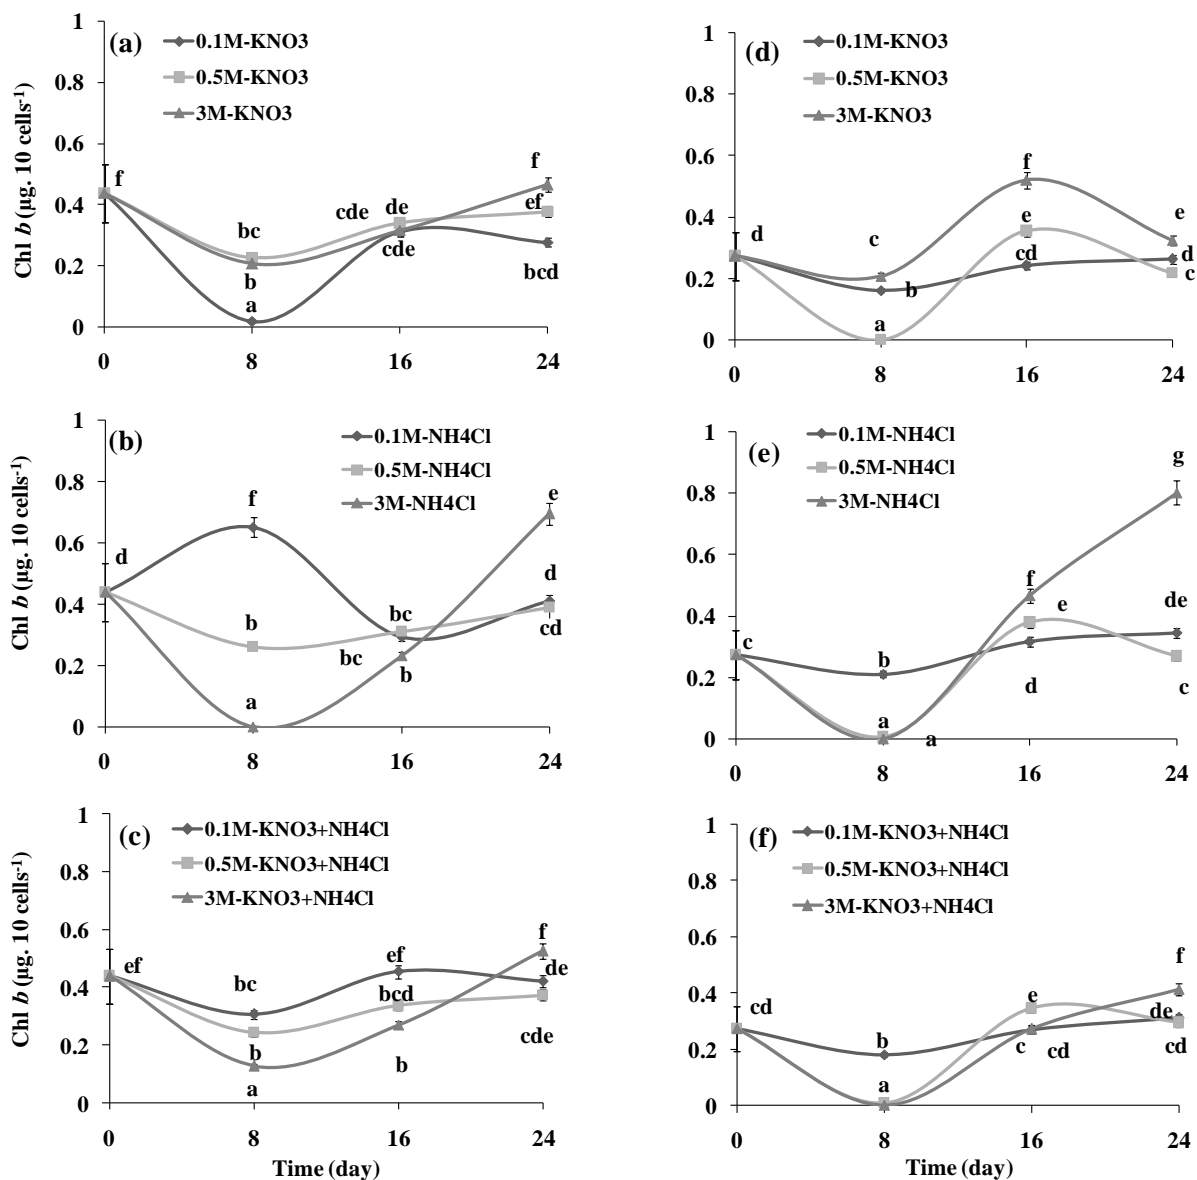 1
(a)
0.1M-KNO3
0.5M-KNO3
3M-KNO3
0.8
0.6
0.4
0.2
0
Chl b (µg. 10 cells-1)
f
bc
b
a
cde
de
cde
f
ef
bcd
0 8 16 24
1
(d)
0.1M-KNO3
0.5M-KNO3
3M-KNO3
0.8
0.6
0.4
0.2
0
d
c
b
a
f
e
cd
e
d
c
0 8 16 24
1
(b)
0.1M-NH4Cl
0.5M-NH4Cl
3M-NH4Cl
0.8
0.6
0.4
0.2
0
Chl b (µg. 10 cells-1)
d
f
b
a
bc
bc
b
e
d
cd
0 8 16 24
1
(e)
0.1M-NH4Cl
0.5M-NH4Cl
3M-NH4Cl
0.8
0.6
0.4
0.2
0
c
b
a
a
f
e
d
g
de
c
0 8 16 24
1
(c)
0.1M-KNO3+NH4Cl
0.5M-KNO3+NH4Cl
3M-KNO3+NH4Cl
0.8
0.6
0.4
0.2
0
Chl b (µg. 10 cells-1)
ef
bc
b
a
ef
bcd
b
f
de
cde
0 8 16 24
Time (day)
1
(f)
0.1M-KNO3+NH4Cl
0.5M-KNO3+NH4Cl
3M-KNO3+NH4Cl
0.8
0.6
0.4
0.2
0
cd
b
a
e
c
cd
f
de
cd
0 8 16 24
Time (day)